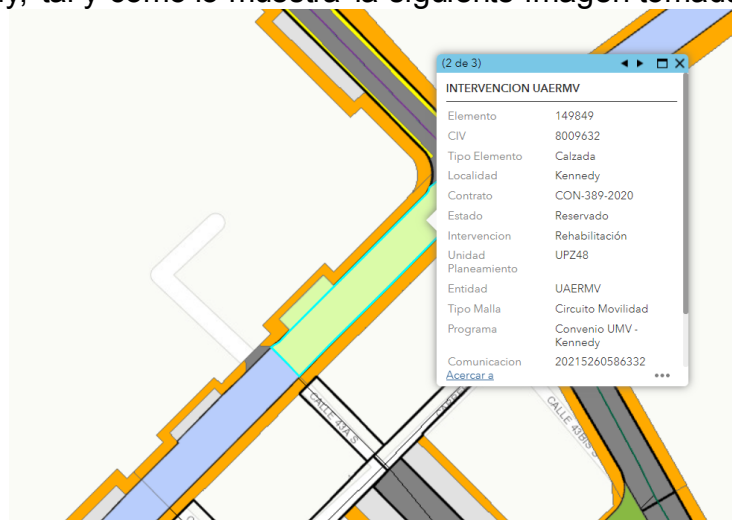 y, tal y como lo muestra la siguiente imagen tomada
(2 de 3)
INTERVENCION UAERMV
Elemento 149849
CIV 8009632
Tipo Elemento Calzada
Localidad Kennedy
Contrato CON-389-2020
Estado Reservado
Intervencion Rehabilitación
Unidad Planeamiento UPZ48
Entidad UAERMV
Tipo Malla Circuito Movilidad
Programa Convenio UMV - Kennedy
Comunicacion 20215260586332
Acercar a
CALLE 43A S
CALLE 43BIS S